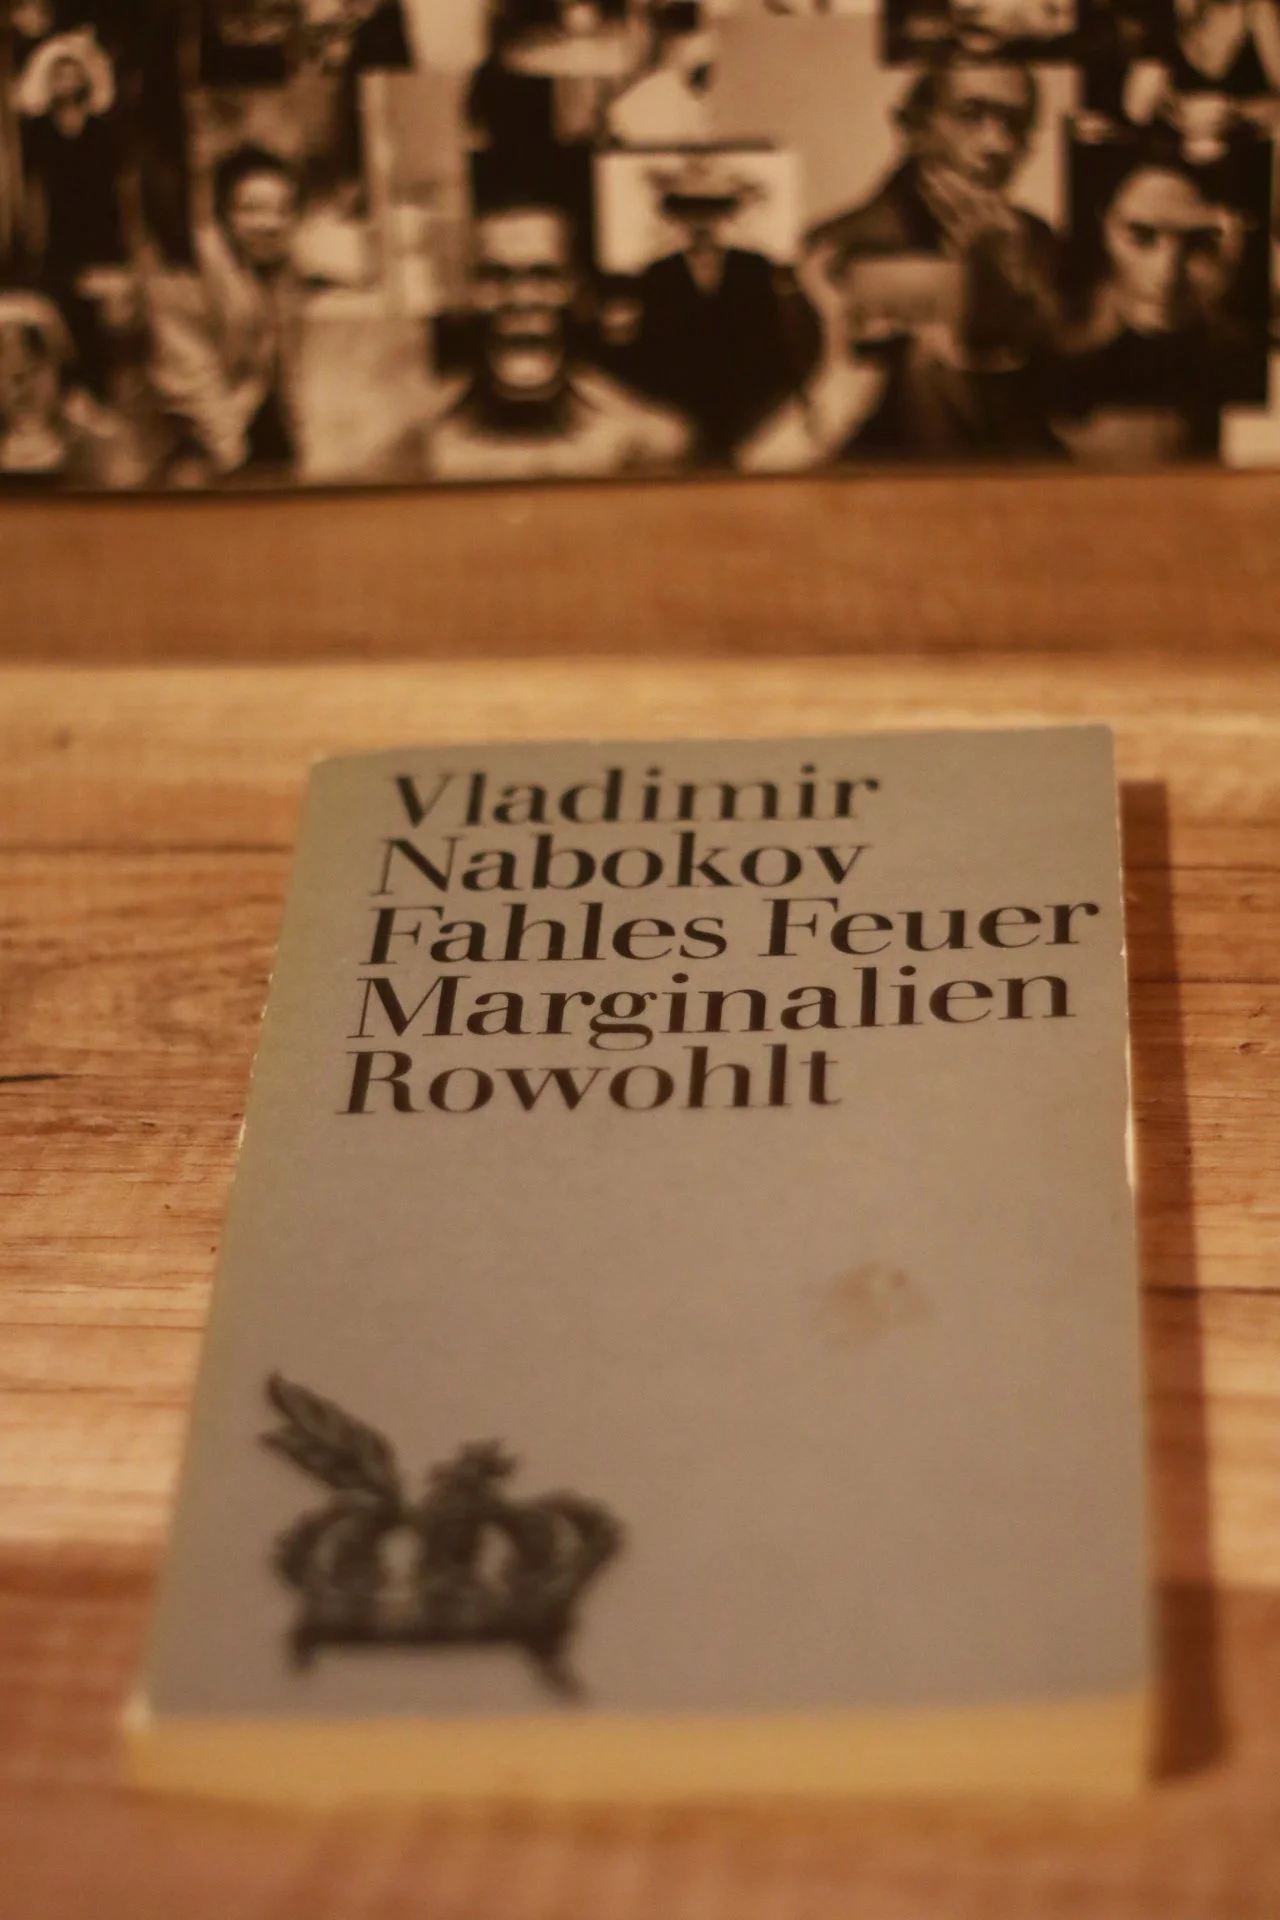 Vladimir
Nabokov
Fahles Feuer
Marginalien
Rowohlt